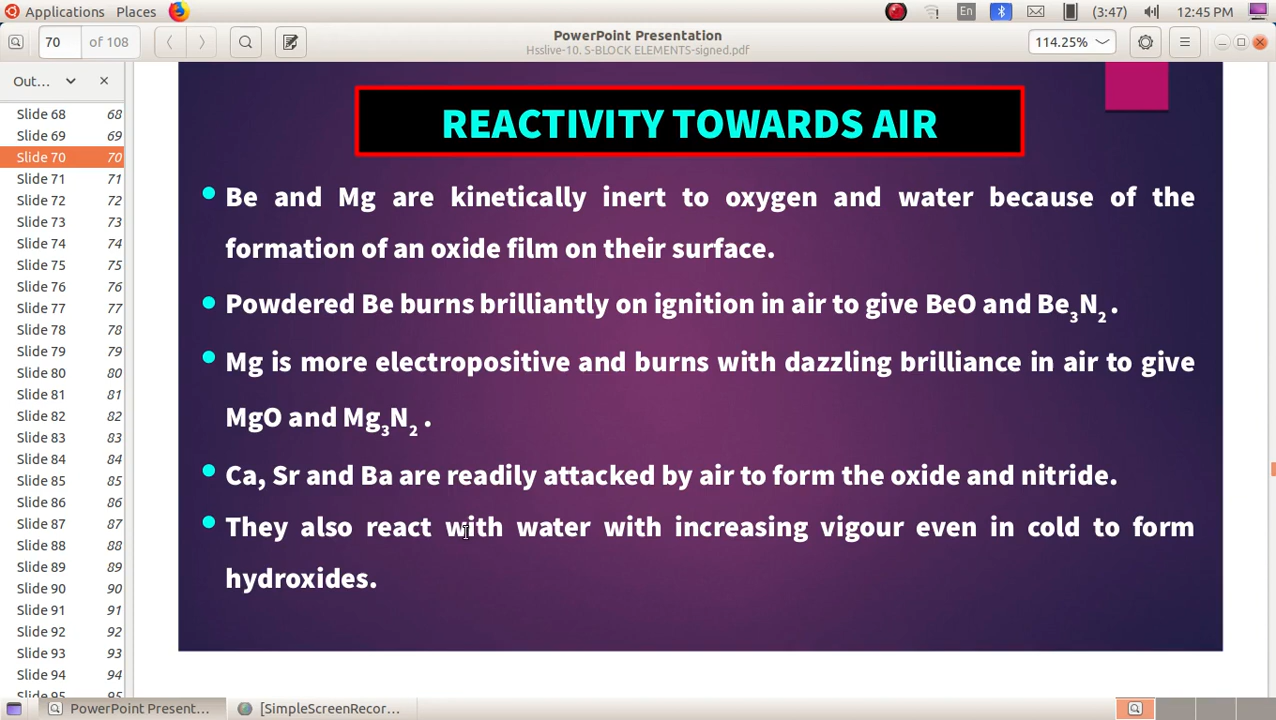 Applications Places En (3:47) 12:45 PM
70 of 108 PowerPoint Presentation 114.25%
Hsslive-10. S-BLOCK ELEMENTS-signed.pdf
Out...
Slide 68 68
Slide 69 69
Slide 70 70
Slide 71 71
Slide 72 72
Slide 73 73
Slide 74 74
Slide 75 75
Slide 76 76
Slide 77 77
Slide 78 78
Slide 79 79
Slide 80 80
Slide 81 81
Slide 82 82
Slide 83 83
Slide 84 84
Slide 85 85
Slide 86 86
Slide 87 87
Slide 88 88
Slide 89 89
Slide 90 90
Slide 91 91
Slide 92 92
Slide 93 93
Slide 94 94
Slide 95 95
REACTIVITY TOWARDS AIR
• Be and Mg are kinetically inert to oxygen and water because of the
formation of an oxide film on their surface.
• Powdered Be burns brilliantly on ignition in air to give BeO and Be₃N₂ .
• Mg is more electropositive and burns with dazzling brilliance in air to give
MgO and Mg₃N₂ .
• Ca, Sr and Ba are readily attacked by air to form the oxide and nitride.
• They also react with water with increasing vigour even in cold to form
hydroxides.
PowerPoint Present... [SimpleScreenRecor...